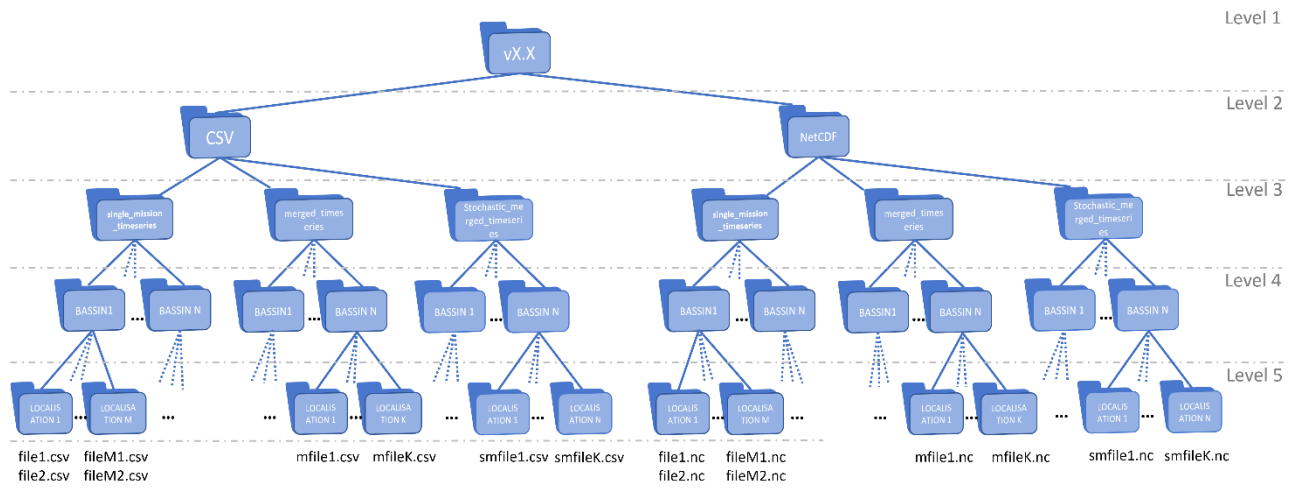 Level 1
vX.X
Level 2
CSV
NetCDF
Level 3
single_mission
_timeseries
merged_times
eries
Stochastic_me
rged_timeseri
es
single_mission
_timeseries
merged_times
eries
Stochastic_me
rged_timeseri
es
Level 4
BASSIN1
...
BASSIN N
BASSIN1
...
BASSIN N
BASSIN 1
...
BASSIN N
BASSIN1
...
BASSIN N
BASSIN1
...
BASSIN N
BASSIN 1
...
BASSIN N
Level 5
LOCALIS
ATION 1
...
LOCALISA
TION M
...
...
LOCALIS
ATION 1
...
LOCALISA
TION K
...
LOCALIS
ATION 1
...
LOCALIS
ATION N
LOCALIS
ATION 1
...
LOCALISA
TION M
...
...
LOCALIS
ATION 1
...
LOCALISA
TION K
...
LOCALIS
ATION 1
...
LOCALIS
ATION N
file1.csv fileM1.csv mfile1.csv mfileK.csv smfile1.csv smfileK.csv file1.nc fileM1.nc mfile1.nc mfileK.nc smfile1.nc smfileK.nc
file2.csv fileM2.csv file2.nc fileM2.nc